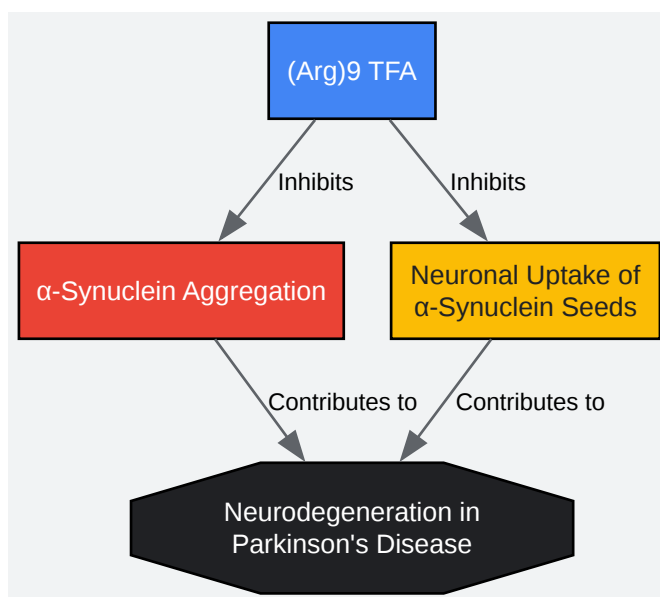 (Arg)9 TFA
Inhibits
Inhibits
α-Synuclein Aggregation
Neuronal Uptake of
α-Synuclein Seeds
Contributes to
Contributes to
Neurodegeneration in
Parkinson's Disease